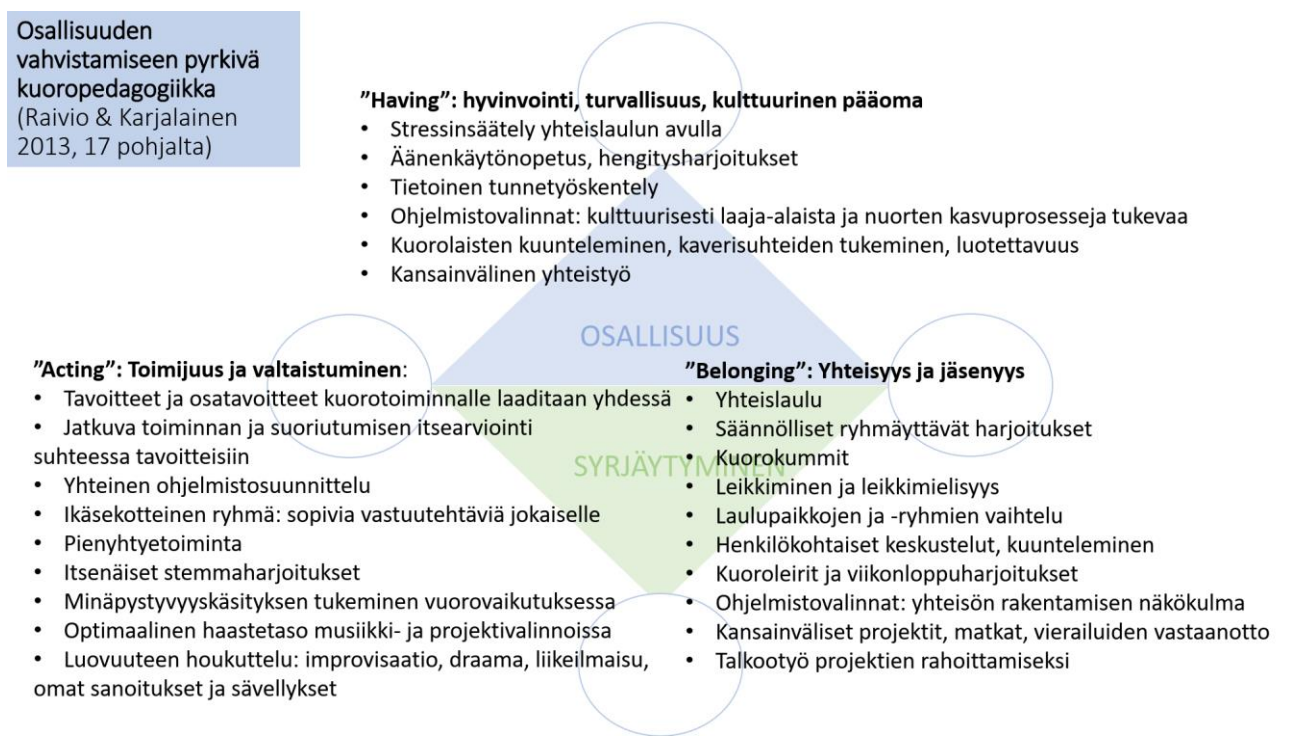 Osallisuuden
vahvistamiseen pyrkivä
kuoropedagogiikka
(Raivio & Karjalainen
2013, 17 pohjalta)
”Having”: hyvinvointi, turvallisuus, kulttuurinen pääoma
• Stressinsäätely yhteislaulun avulla
• Äänenkäytönopetus, hengitysharjoitukset
• Tietoinen tunnetyöskentely
• Ohjelmistovalinnat: kulttuurisesti laaja-alaista ja nuorten kasvuprosesseja tukevaa
• Kuorolaisten kuunteleminen, kaverisuhteiden tukeminen, luotettavuus
• Kansainvälinen yhteistyö
OSALLISUUS
SYRJÄYTYMINEN
”Acting”: Toimijuus ja valtaistuminen:
• Tavoitteet ja osatavoitteet kuorotoiminnalle laaditaan yhdessä
• Jatkuva toiminnan ja suoriutumisen itsearviointi
suhteessa tavoitteisiin
• Yhteinen ohjelmistosuunnittelu
• Ikäsekotteinen ryhmä: sopivia vastuutehtäviä jokaiselle
• Pienyhtyetoiminta
• Itsenäiset stemmaharjoitukset
• Minäpystyvyyskäsityksen tukeminen vuorovaikutuksessa
• Optimaalinen haastetaso musiikki- ja projektivalinnoissa
• Luovuuteen houkuttelu: improvisaatio, draama, liikeilmaisu,
omat sanoitukset ja sävellykset
”Belonging”: Yhteisyys ja jäsenyys
• Yhteislaulu
• Säännölliset ryhmäyttävät harjoitukset
• Kuorokummit
• Leikkiminen ja leikkimielisyys
• Laulupaikkojen ja -ryhmien vaihtelu
• Henkilökohtaiset keskustelut, kuunteleminen
• Kuoroleirit ja viikonloppuharjoitukset
• Ohjelmistovalinnat: yhteisön rakentamisen näkökulma
• Kansainväliset projektit, matkat, vierailuiden vastaanotto
• Talkootyö projektien rahoittamiseksi